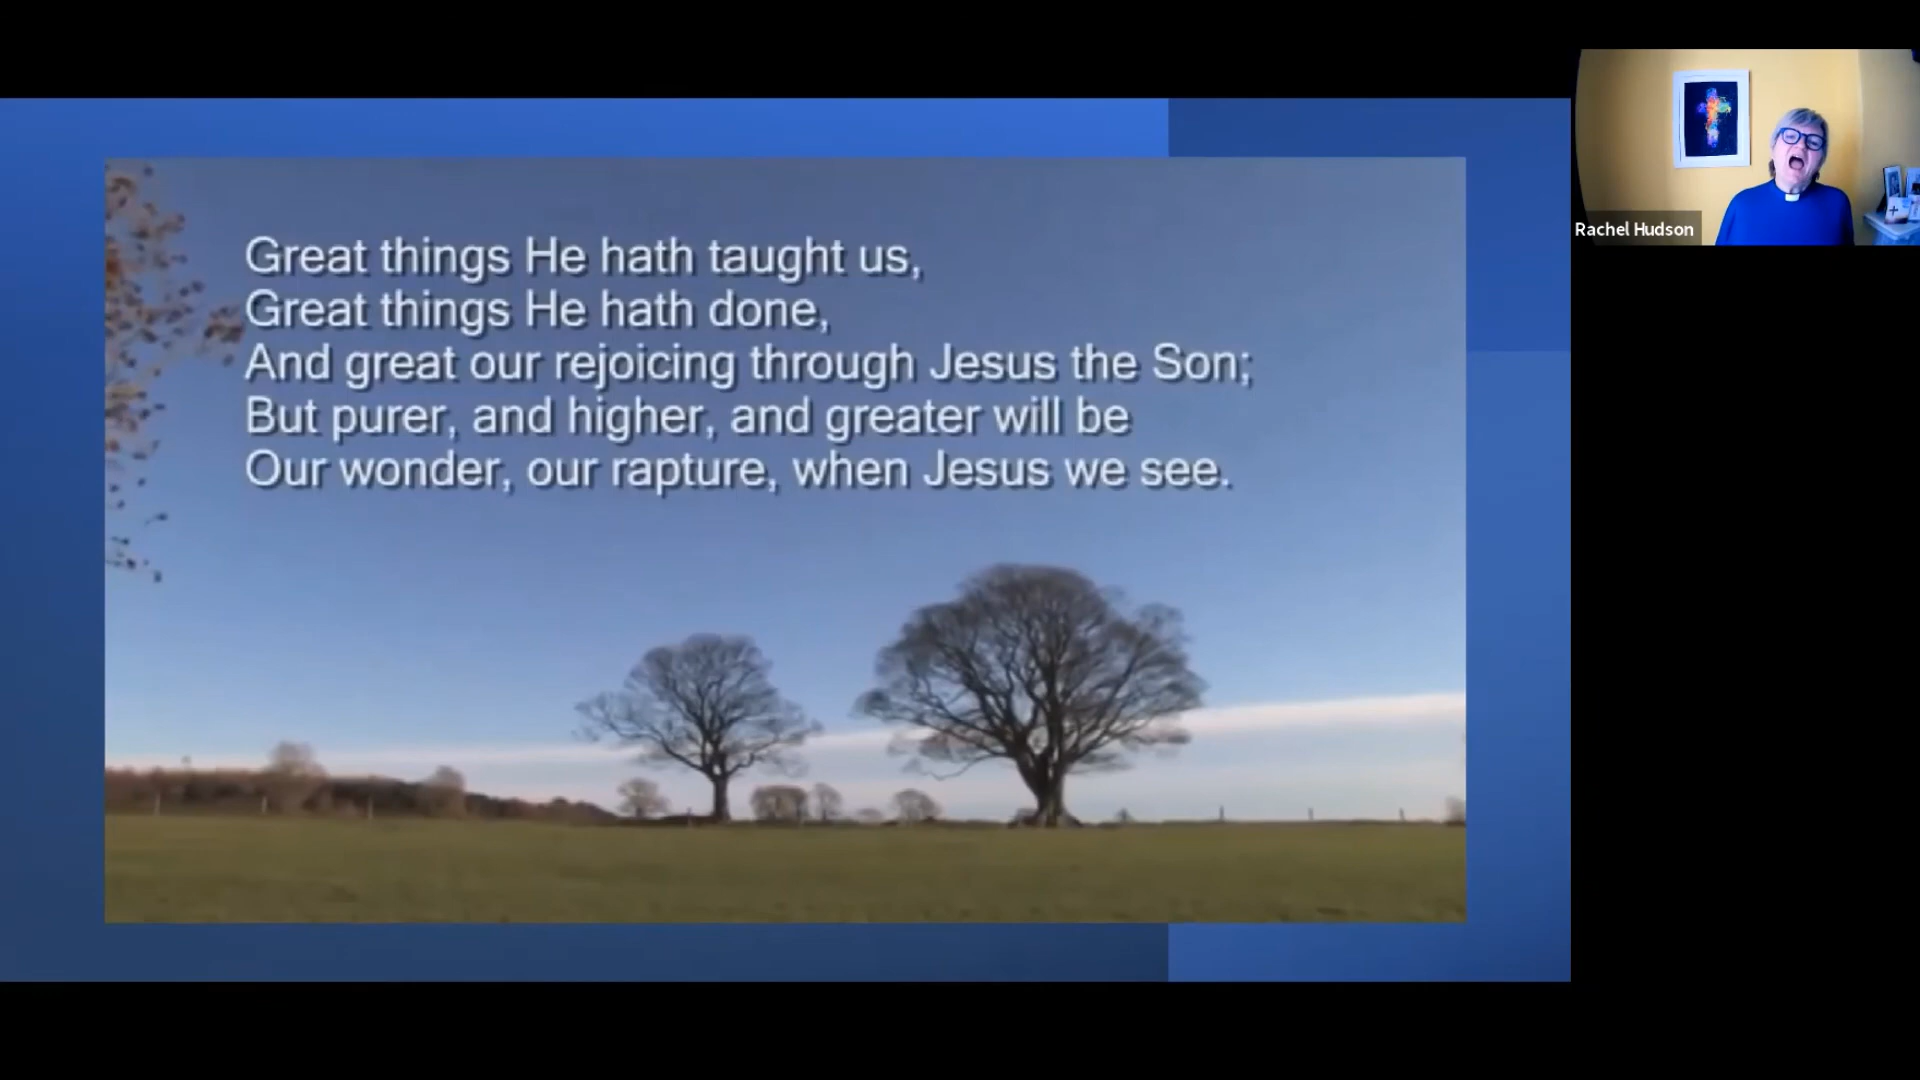 Great things He hath taught us,
Great things He hath done,
And great our rejoicing through Jesus the Son;
But purer, and higher, and greater will be
Our wonder, our rapture, when Jesus we see.
Rachel Hudson